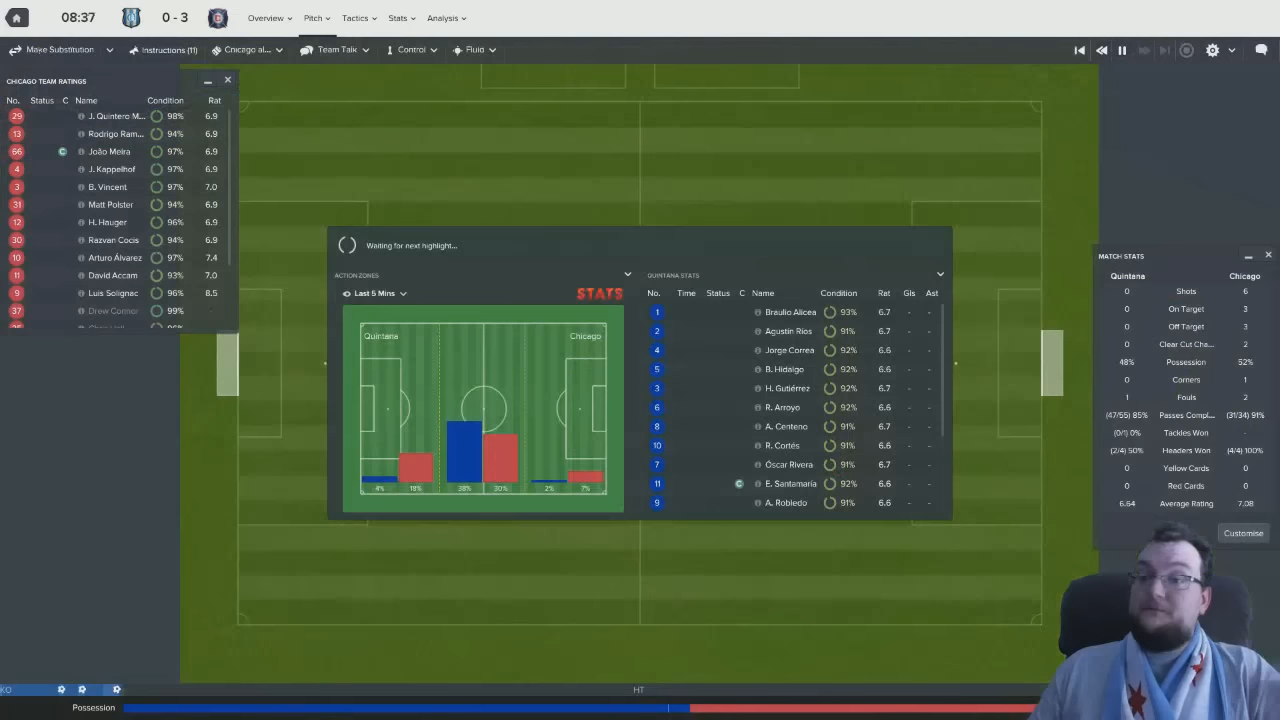 08:37 0 - 3 Overview Pitch Tactics Stats Analysis
Make Substitution Instructions (11) Chicago al... Team Talk Control Fluid
CHICAGO TEAM RATINGS
No. Status C Name Condition Rat
29 J. Quintero M... 98% 6.9
13 Rodrigo Ram... 94% 6.9
66 C João Meira 97% 6.9
4 J. Kappelhof 97% 6.9
3 B. Vincent 97% 7.0
31 Matt Polster 94% 6.9
12 H. Hauger 96% 6.9
30 Razvan Cocis 94% 6.9
10 Arturo Álvarez 97% 7.4
11 David Accam 93% 7.0
9 Luis Solignac 96% 8.5
37 Drew Connor 99% -
Waiting for next highlight...
ACTION ZONES
Last 5 Mins STATS
Quintana Chicago
4% 18% 38% 30% 2% 7%
QUINTANA STATS
No. Time Status C Name Condition Rat Gls Ast
1 Braulio Alicea 93% 6.7 - -
2 Agustín Ríos 91% 6.7 - -
4 Jorge Correa 92% 6.6 - -
5 B. Hidalgo 92% 6.6 - -
3 H. Gutiérrez 92% 6.7 - -
6 R. Arroyo 92% 6.6 - -
8 A. Centeno 91% 6.7 - -
10 R. Cortés 91% 6.6 - -
7 Óscar Rivera 91% 6.7 - -
11 C E. Santamaría 92% 6.6 - -
9 A. Robledo 91% 6.6 - -
MATCH STATS
Quintana Chicago
0 Shots 6
0 On Target 3
0 Off Target 3
0 Clear Cut Cha... 2
48% Possession 52%
0 Corners 1
1 Fouls 2
(47/55) 85% Passes Compl... (31/34) 91%
(0/1) 0% Tackles Won -
(2/4) 50% Headers Won (4/4) 100%
0 Yellow Cards 0
0 Red Cards 0
6.64 Average Rating 7.08
Customise
KO HT
Possession